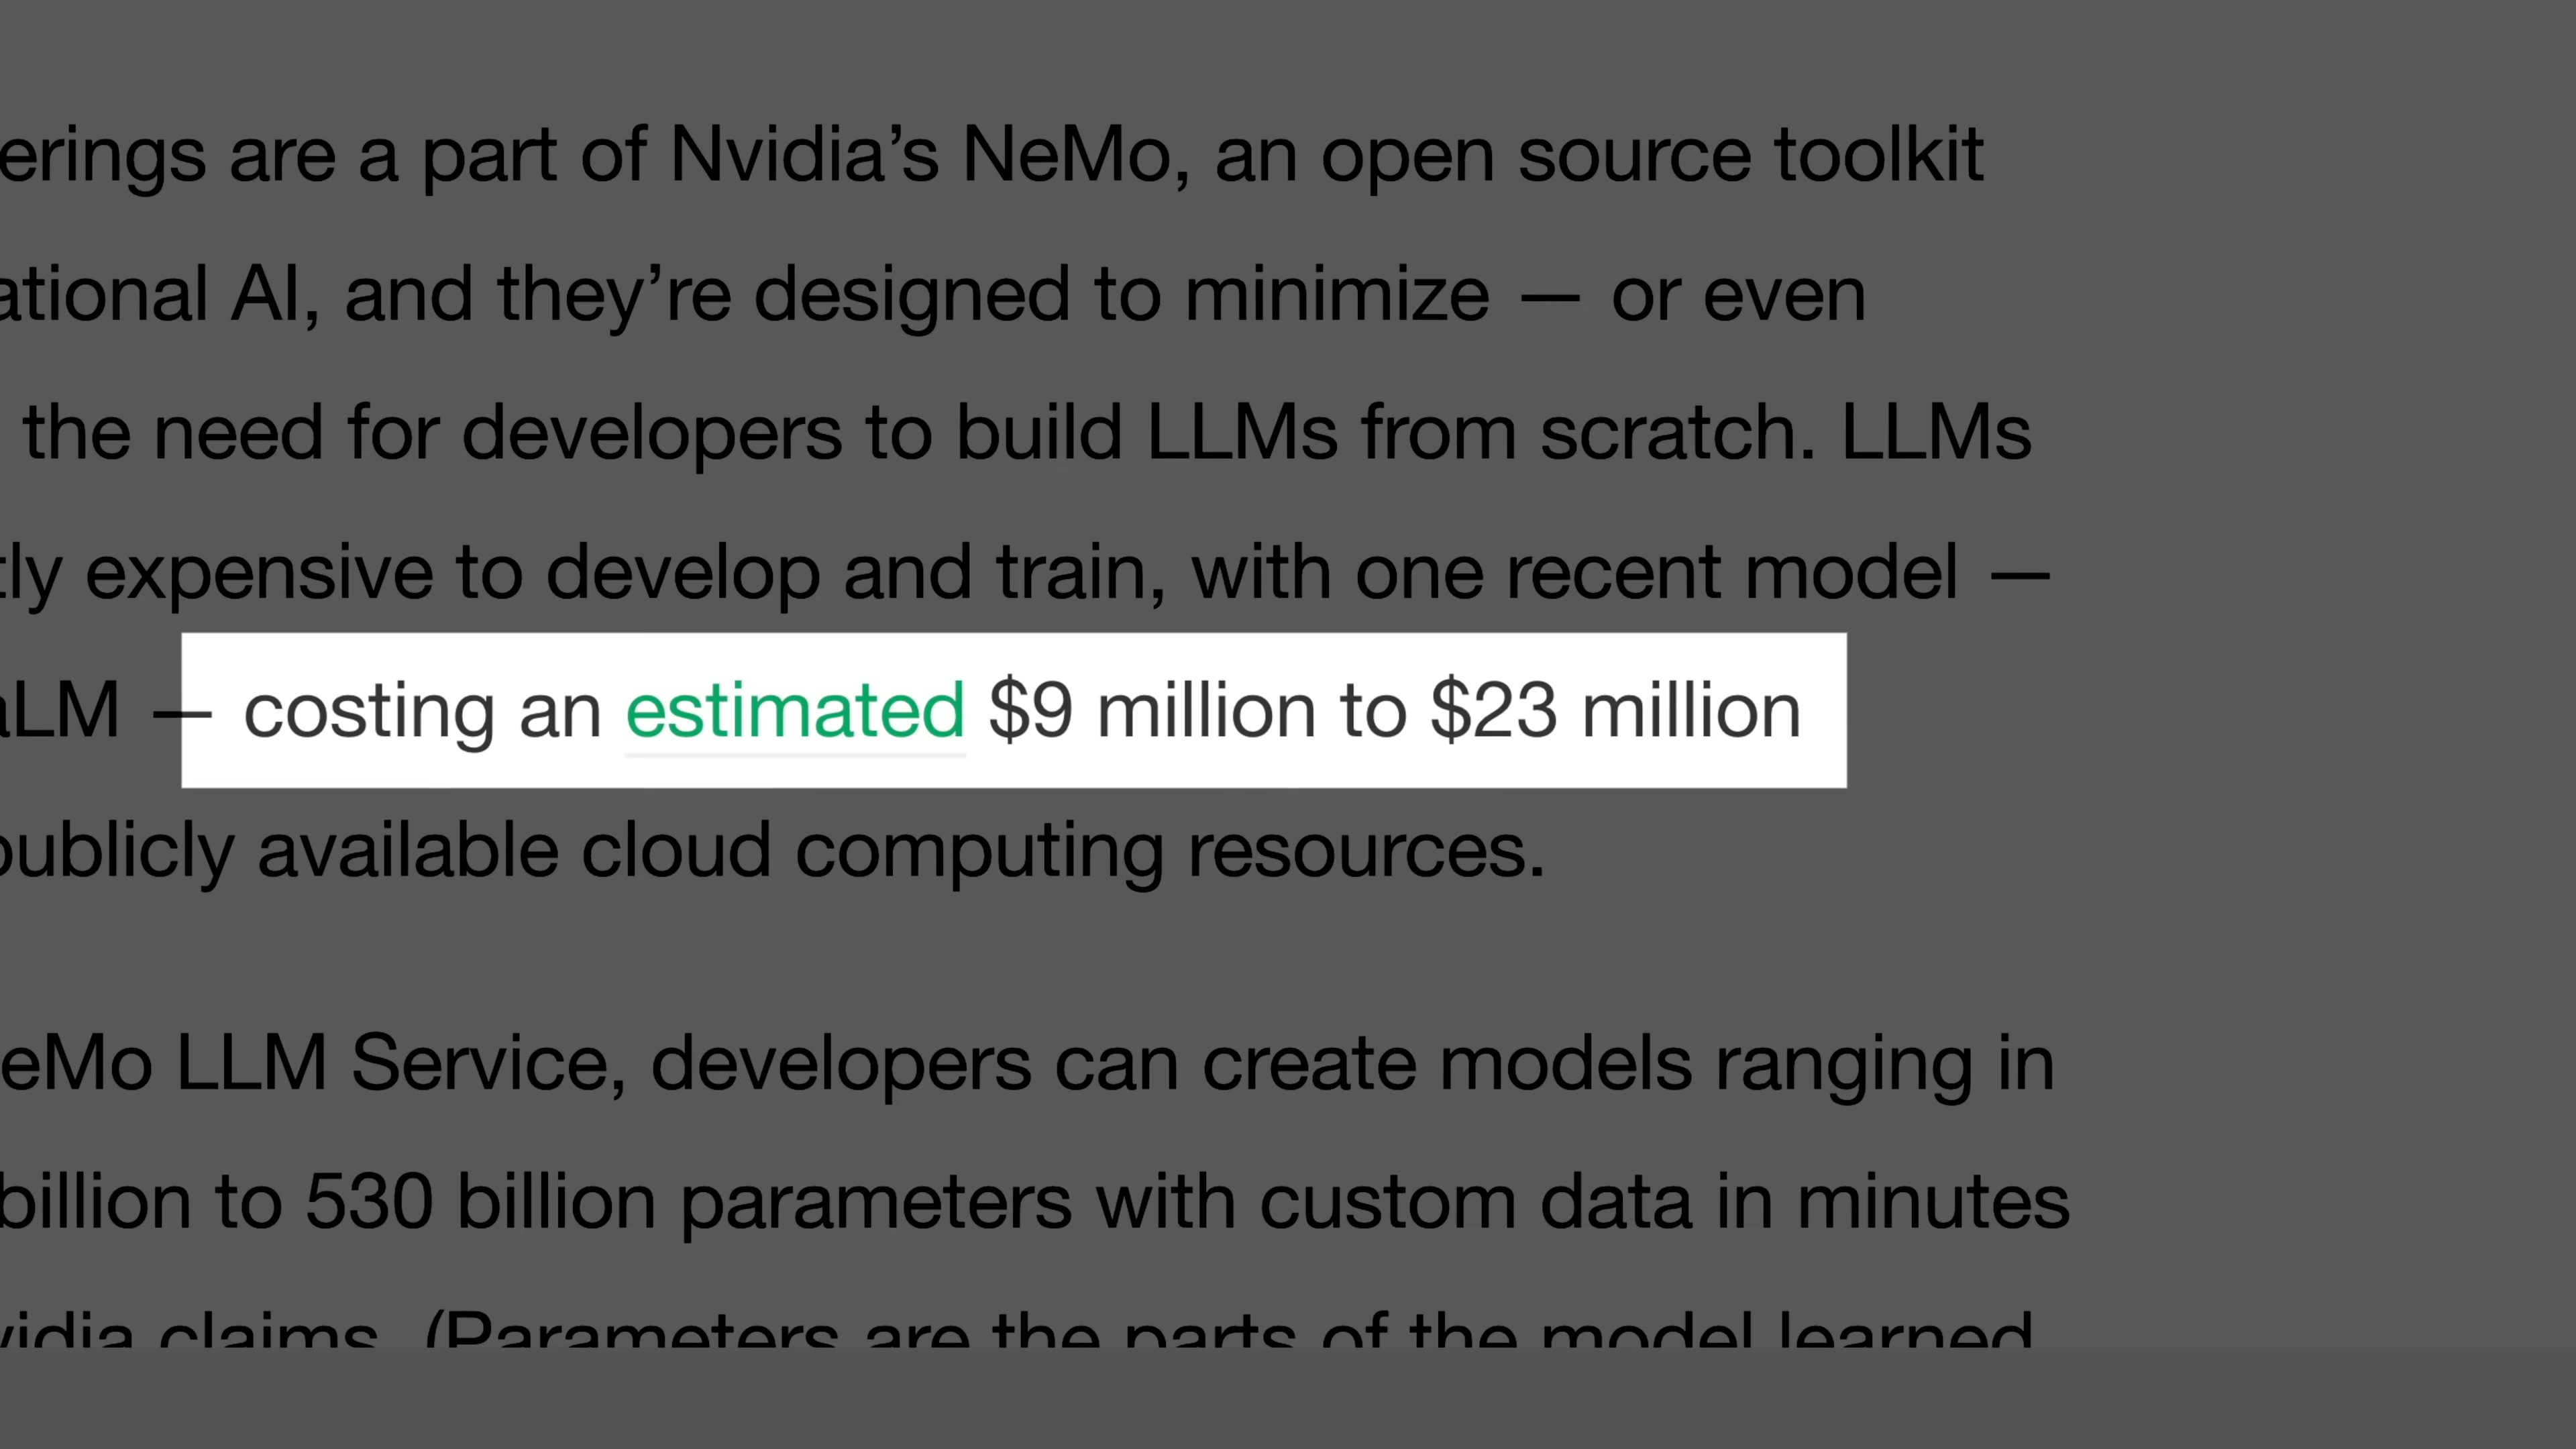 erings are a part of Nvidia’s NeMo, an open source toolkit
ational AI, and they’re designed to minimize — or even
the need for developers to build LLMs from scratch. LLMs
tly expensive to develop and train, with one recent model —
aLM — costing an estimated $9 million to $23 million
publicly available cloud computing resources.
eMo LLM Service, developers can create models ranging in
billion to 530 billion parameters with custom data in minutes
vidia claims. (Parameters are the parts of the model learned